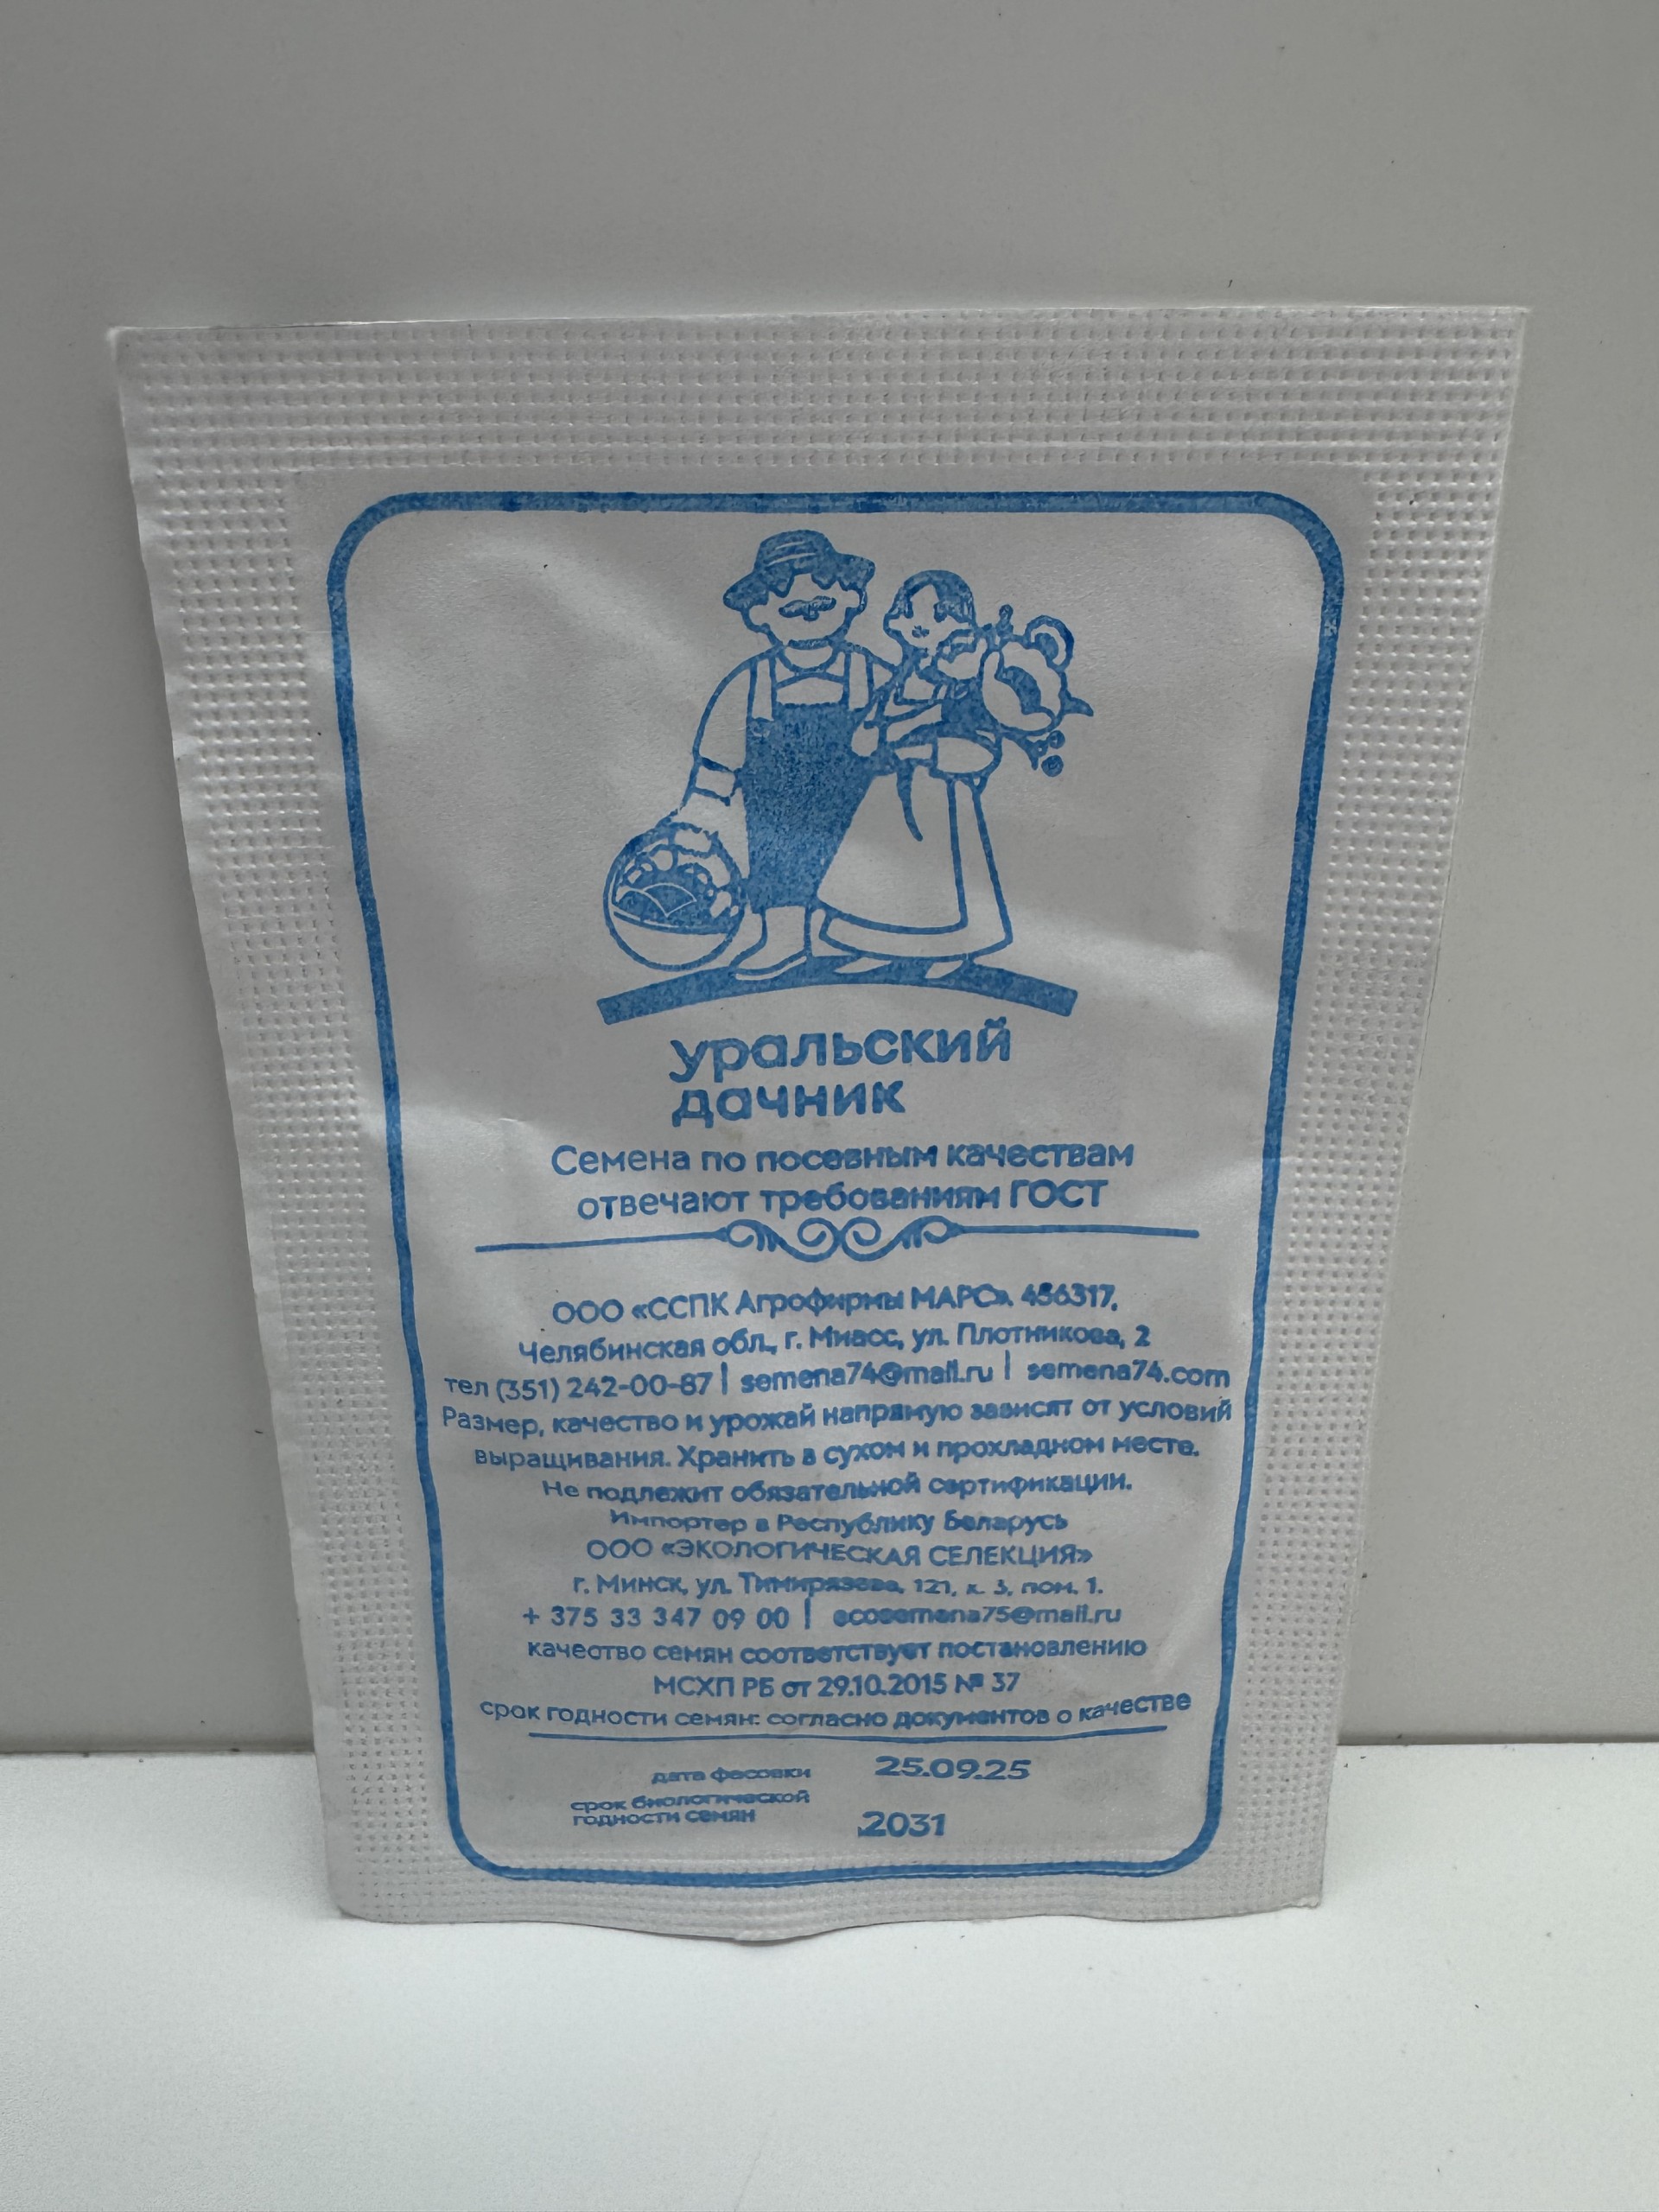 уральский
дачник
Семена по посевным качествам
отвечают требованиям ГОСТ
ООО «ССПК Агрофирмы МАРС». 456317,
Челябинская обл., г. Миасс, ул. Плотникова, 2
тел (351) 242-00-87 | semena74@mail.ru | semena74.com
Размер, качество и урожай напрямую зависят от условий
выращивания. Хранить в сухом и прохладном месте.
Не подлежит обязательной сертификации.
Импортер в Республику Беларусь
ООО «ЭКОЛОГИЧЕСКАЯ СЕЛЕКЦИЯ»
г. Минск, ул. Тимирязева, 121, к. 3, пом. 1.
+ 375 33 347 09 00 | ecosemena75@mail.ru
качество семян соответствует постановлению
МСХП РБ от 29.10.2015 № 37
срок годности семян: согласно документов о качестве
дата фасовки 25.09.25
срок биологической
годности семян 2031